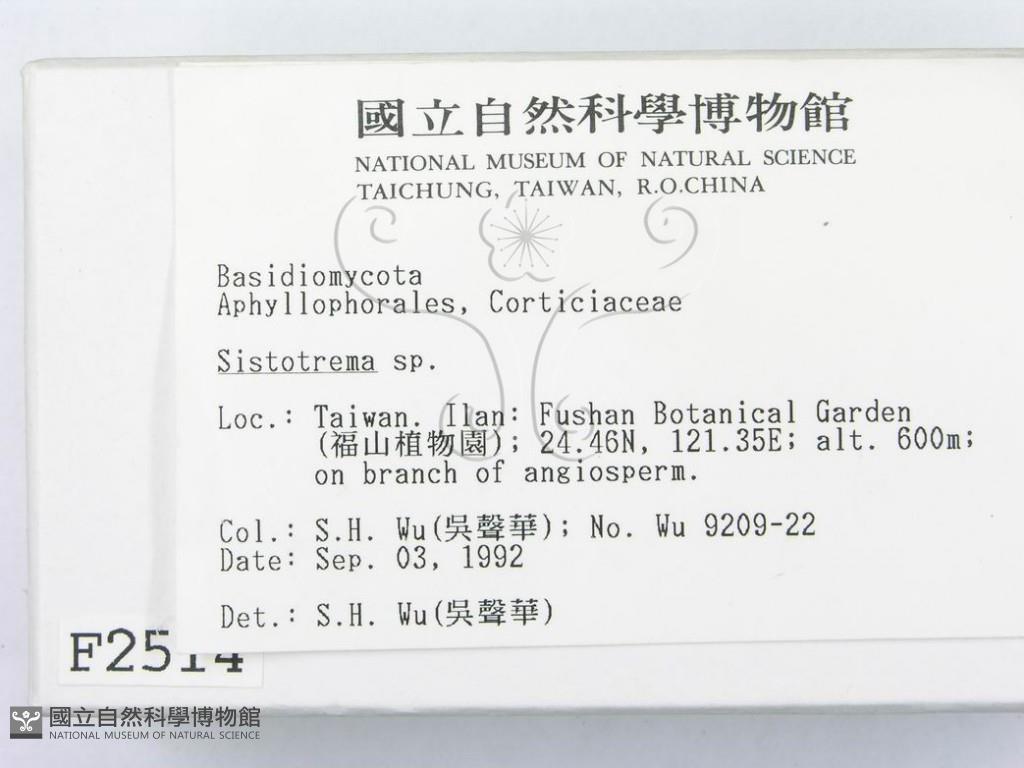 國立自然科學博物館
NATIONAL MUSEUM OF NATURAL SCIENCE
TAICHUNG, TAIWAN, R.O.CHINA
Basidiomycota
Aphyllophorales, Corticiaceae
Sistotrema sp.
Loc.: Taiwan. Ilan: Fushan Botanical Garden
(福山植物園); 24.46N, 121.35E; alt. 600m;
on branch of angiosperm.
Col.: S.H. Wu(吳聲華); No. Wu 9209-22
Date: Sep. 03, 1992
Det.: S.H. Wu(吳聲華)
F2514
國立自然科學博物館
NATIONAL MUSEUM OF NATURAL SCIENCE